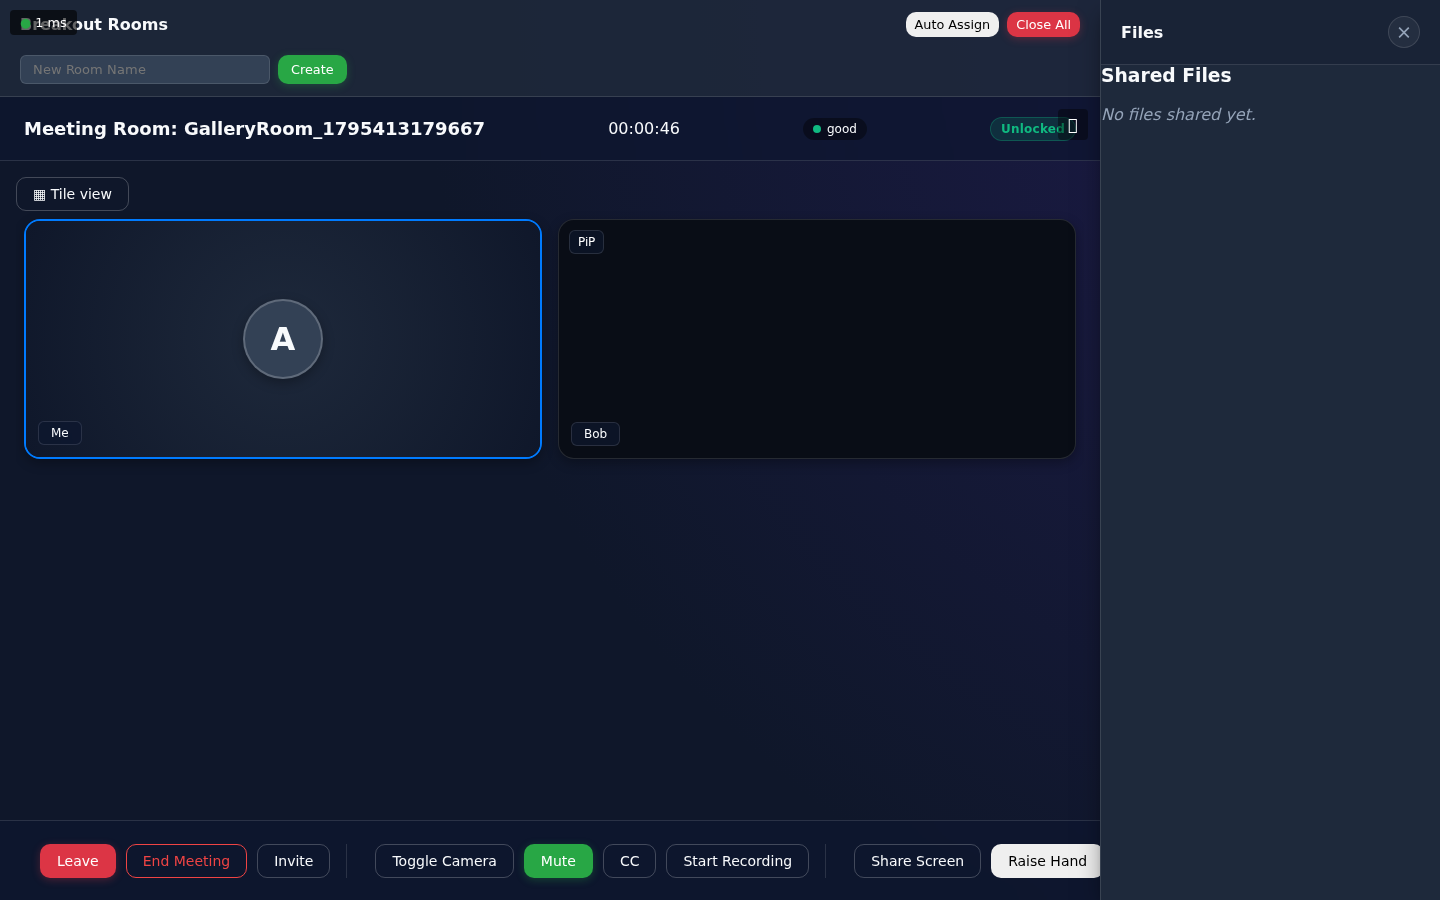 Breakout Rooms
1 ms
Auto Assign
Close All
New Room Name
Create
Meeting Room: GalleryRoom_1795413179667
00:00:46
good
Unlocked
▦ Tile view
A
Me
PiP
Bob
Leave
End Meeting
Invite
Toggle Camera
Mute
CC
Start Recording
Share Screen
Raise Hand
Files
×
Shared Files
No files shared yet.